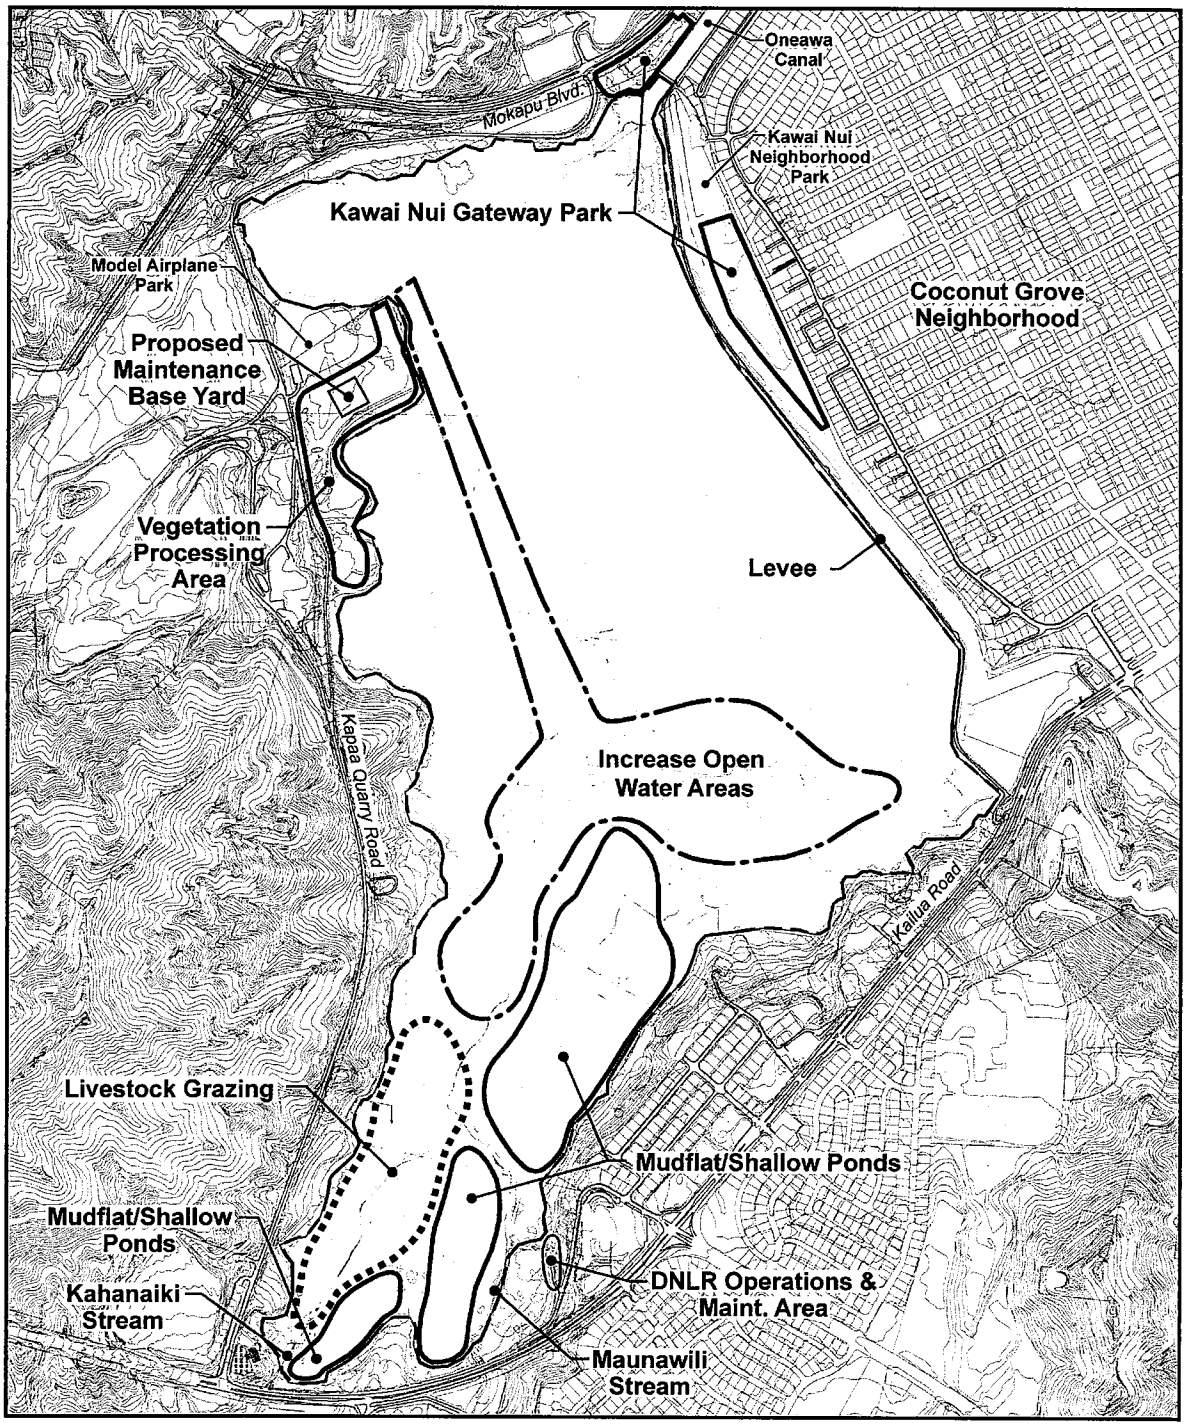 Oneawa
Canal
Mokapu Blvd.
Kawai Nui
Neighborhood
Park
Kawai Nui Gateway Park
Model Airplane
Park
Coconut Grove
Neighborhood
Proposed
Maintenance
Base Yard
Vegetation
Processing
Area
Levee
Kapaa Quarry Road
Increase Open
Water Areas
Kailua Road
Livestock Grazing
Mudflat/Shallow Ponds
Mudflat/Shallow
Ponds
DNLR Operations &
Maint. Area
Kahanaiki
Stream
Maunawili
Stream